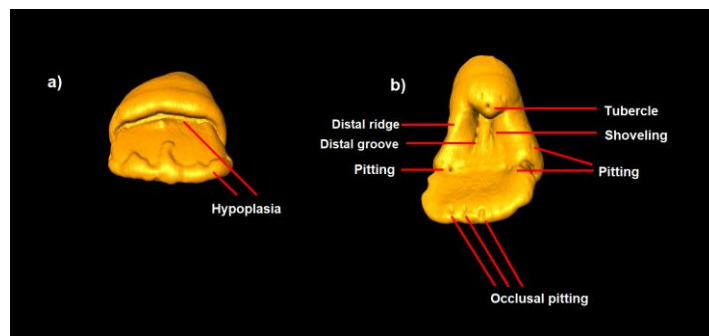 a)
Hypoplasia
b)
Distal ridge
Distal groove
Pitting
Tubercle
Shoveling
Pitting
Occlusal pitting